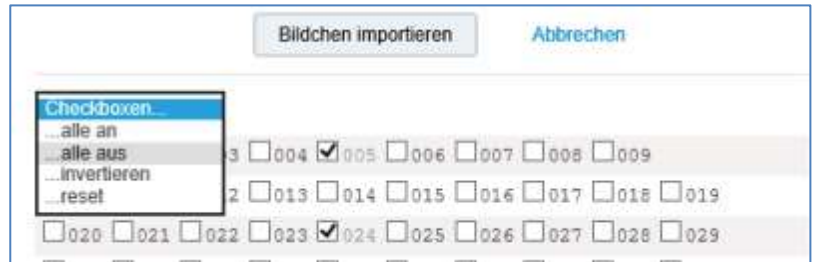 Bildchen importieren Abbrechen
Checkboxen...
...alle an
...alle aus
...invertieren
...reset
3 004 005 006 007 008 009
2 013 014 015 016 017 018 019
020 021 022 023 024 025 026 027 028 029